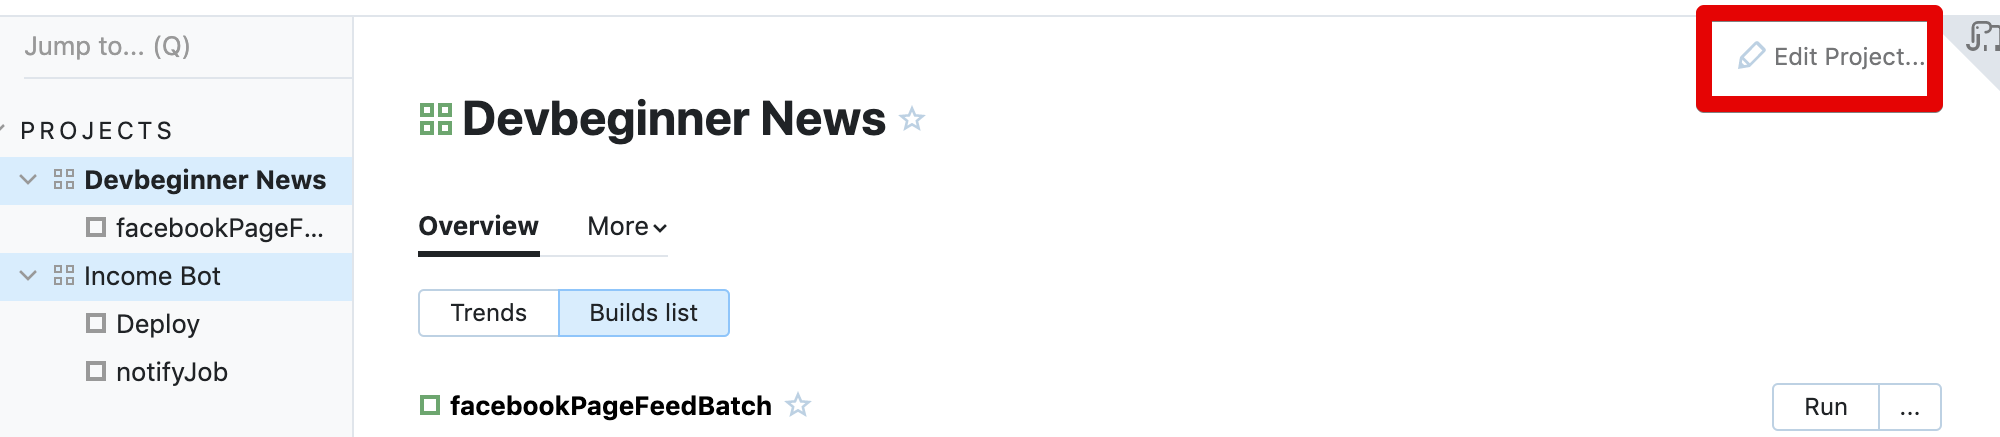 Jump to... (Q)
Edit Project...
Devbeginner News
PROJECTS
Devbeginner News
facebookPageF...
Income Bot
Deploy
notifyJob
Overview
More
Trends
Builds list
facebookPageFeedBatch
Run
...